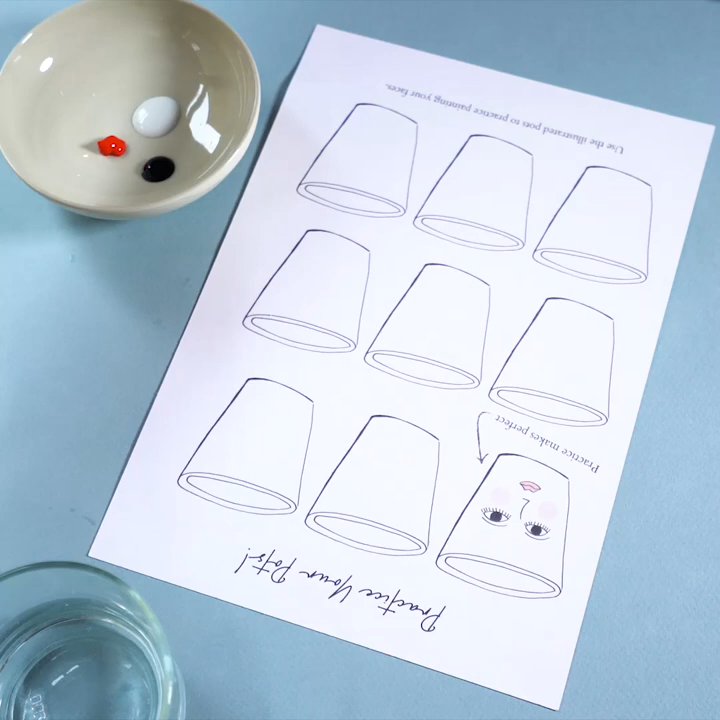 Practice Your Pots!
Practice makes perfect
Use the illustrated pots to practice painting your faces.